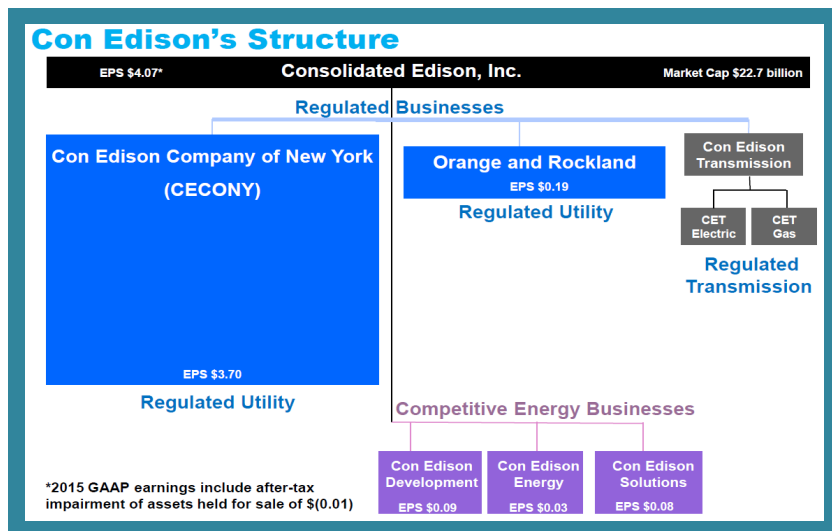 Con Edison's Structure
EPS $4.07*
Consolidated Edison, Inc.
Market Cap $22.7 billion
Regulated Businesses
Con Edison Company of New York
(CECONY)
EPS $3.70
Regulated Utility
Orange and Rockland
EPS $0.19
Regulated Utility
Con Edison
Transmission
CET
Electric
CET
Gas
Regulated
Transmission
Competitive Energy Businesses
Con Edison
Development
EPS $0.09
Con Edison
Energy
EPS $0.03
Con Edison
Solutions
EPS $0.08
*2015 GAAP earnings include after-tax
impairment of assets held for sale of $(0.01)